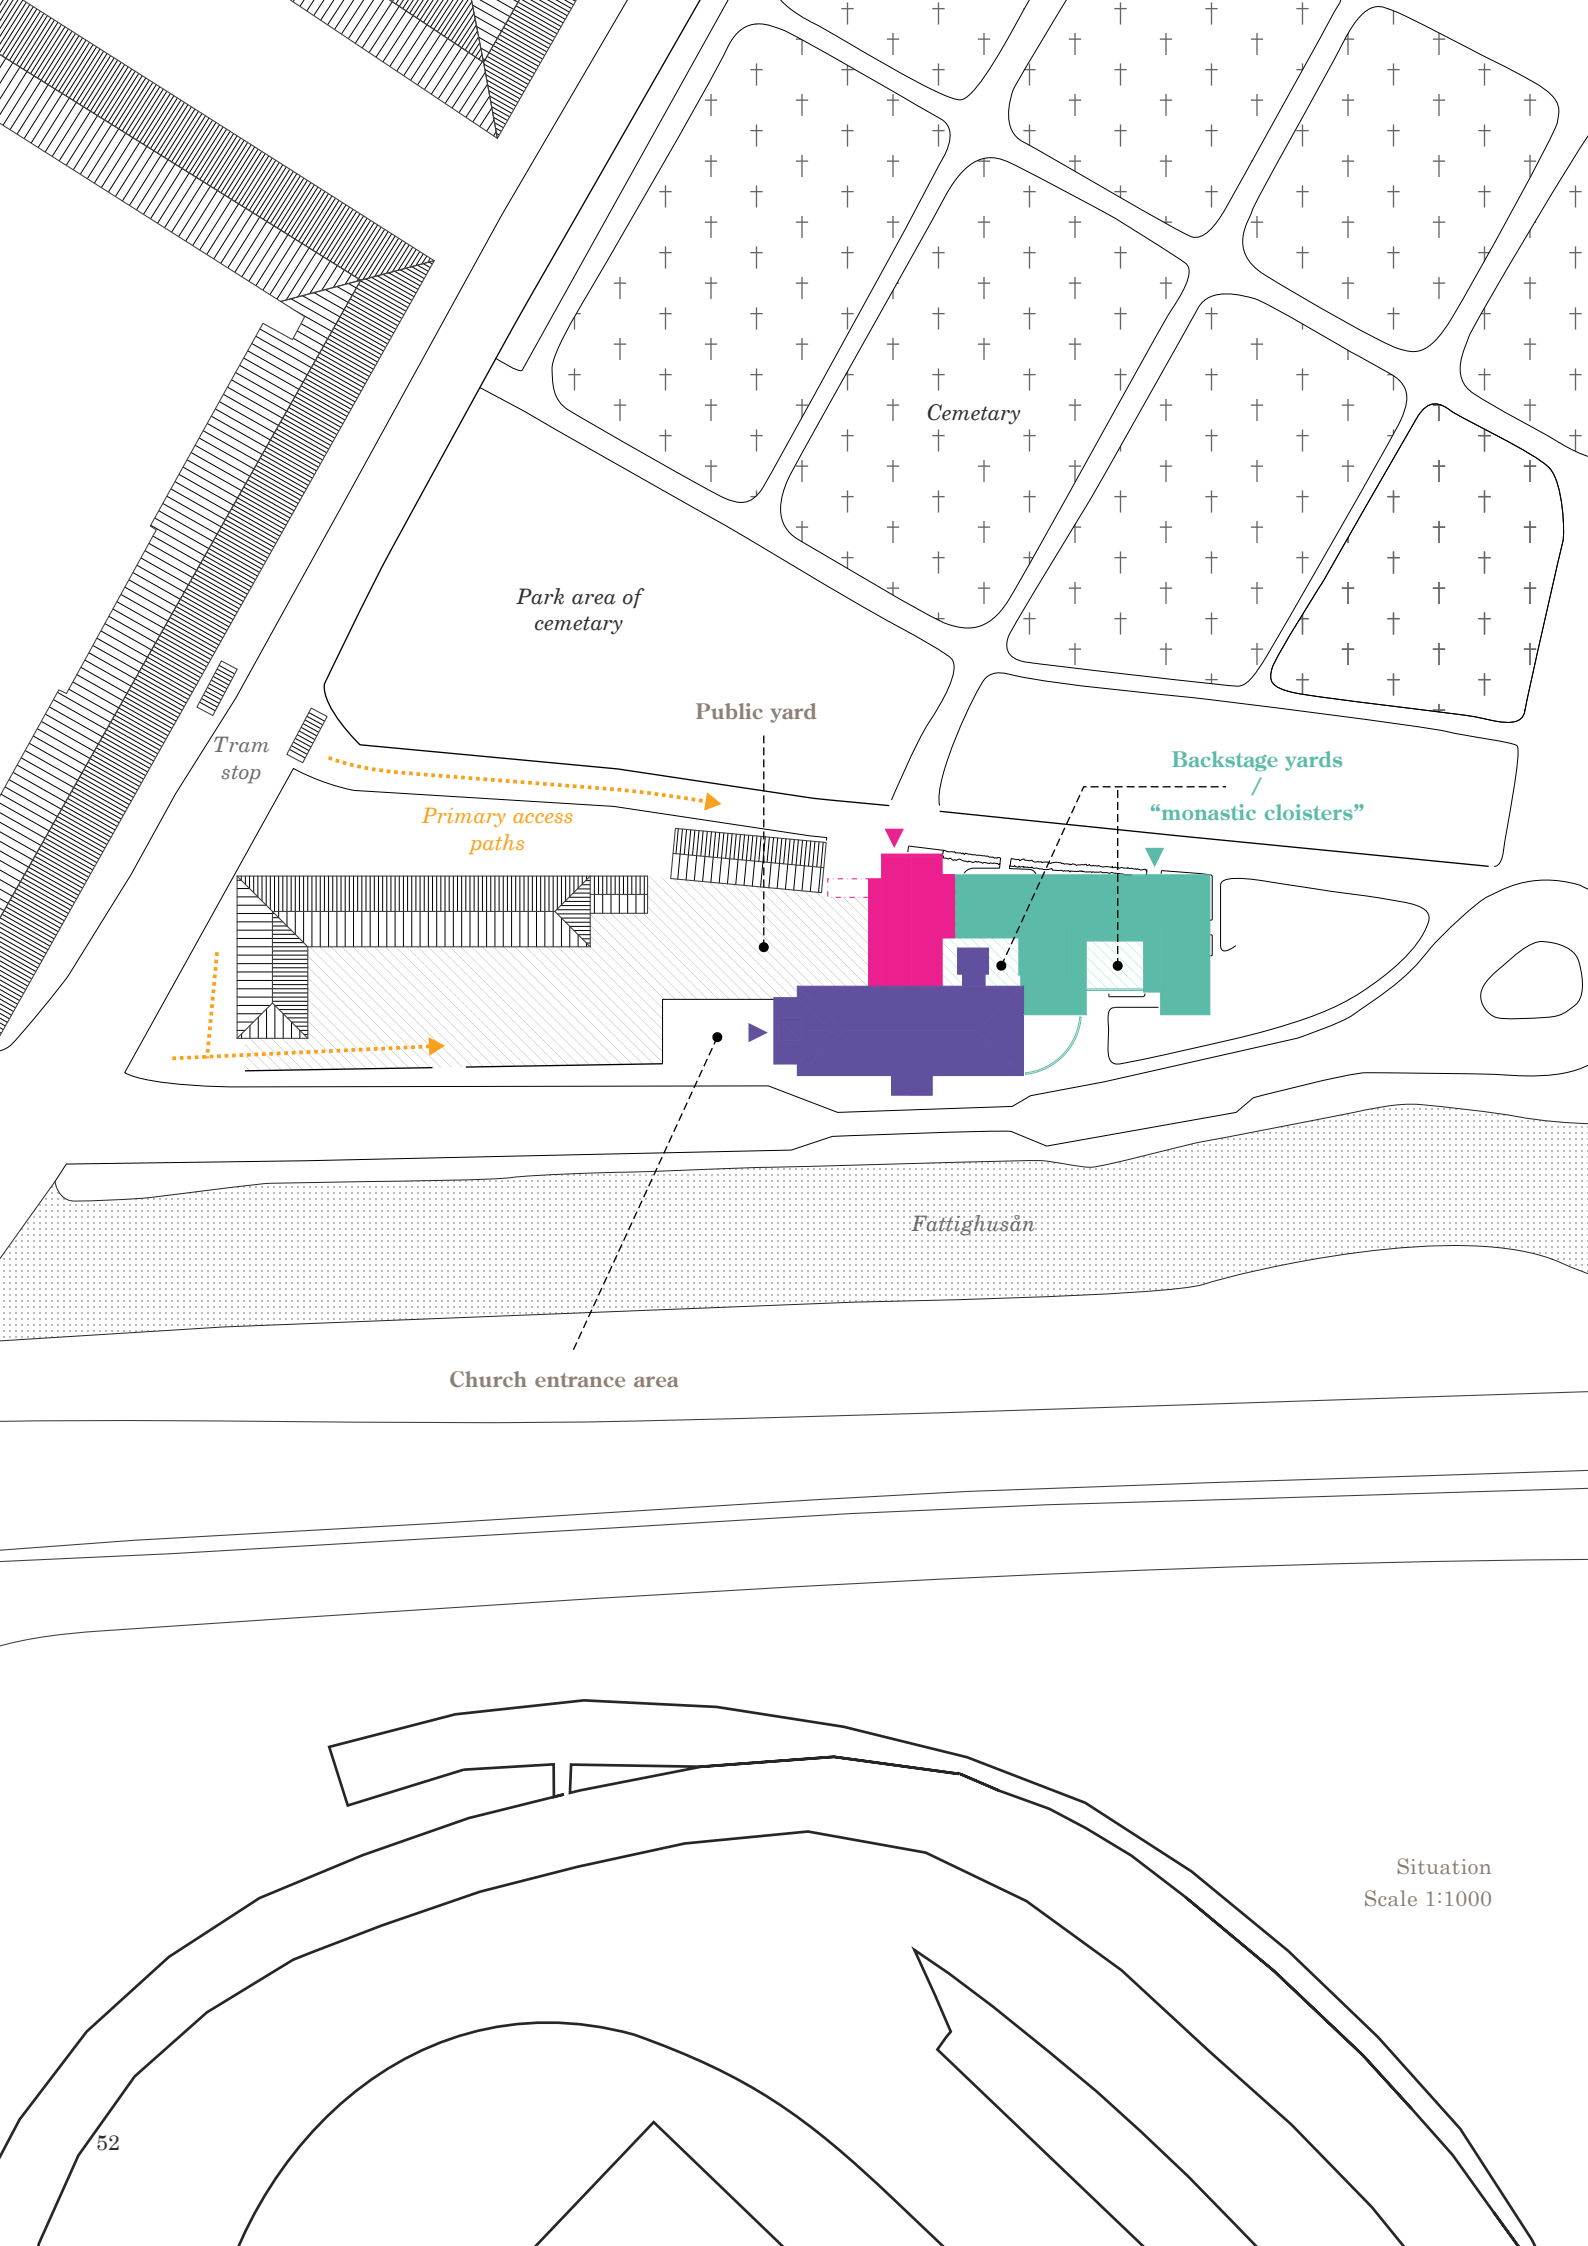 Cemetary
Park area of
cemetary
Public yard
Tram
stop
Backstage yards
/
“monastic cloisters”
Primary access
paths
Fattighusån
Church entrance area
Situation
Scale 1:1000
52